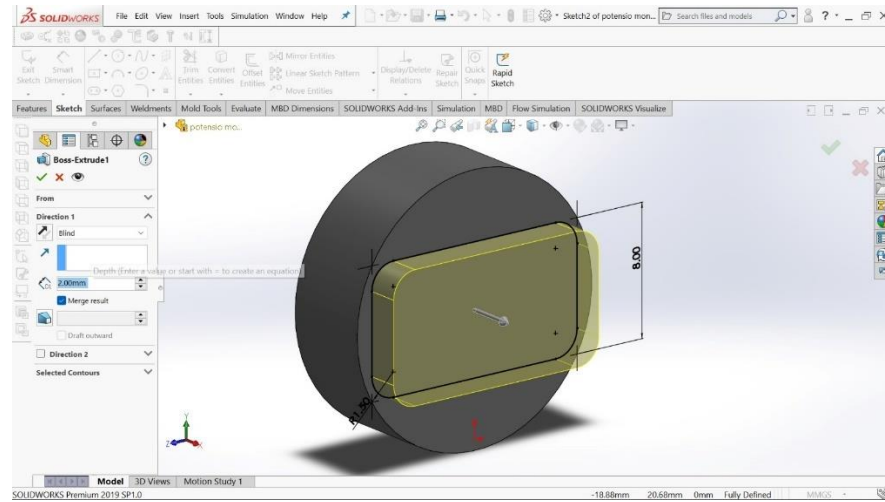 SOLIDWORKS File Edit View Insert Tools Simulation Window Help Sketch2 of potensio mon... Search files and models
Exit Sketch Smart Dimension Trim Entities Convert Entities Offset Entities Mirror Entities Linear Sketch Pattern Move Entities Display/Delete Relations Repair Sketch Quick Snaps Rapid Sketch
Features Sketch Surfaces Weldments Mold Tools Evaluate MBD Dimensions SOLIDWORKS Add-Ins Simulation MBD Flow Simulation SOLIDWORKS Visualize
potensio mo...
Boss-Extrude1
From
Direction 1
Blind
Depth (Enter a value or start with = to create an equation)
2.00mm
Merge result
Draft outward
Direction 2
Selected Contours
8.00
R1.50
Y
Z
Model 3D Views Motion Study 1
SOLIDWORKS Premium 2019 SP1.0 -18.88mm 20.68mm 0mm Fully Defined MMGS